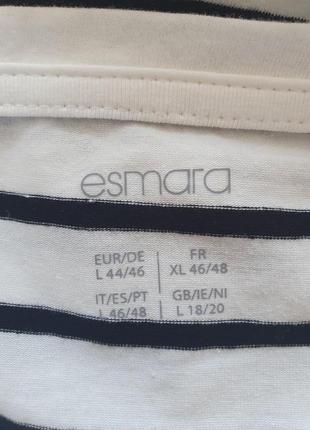 esmara
EUR/DE FR
L 44/46 XL 46/48
IT/ES/PT GB/IE/NI
L 46/48 L 18/20